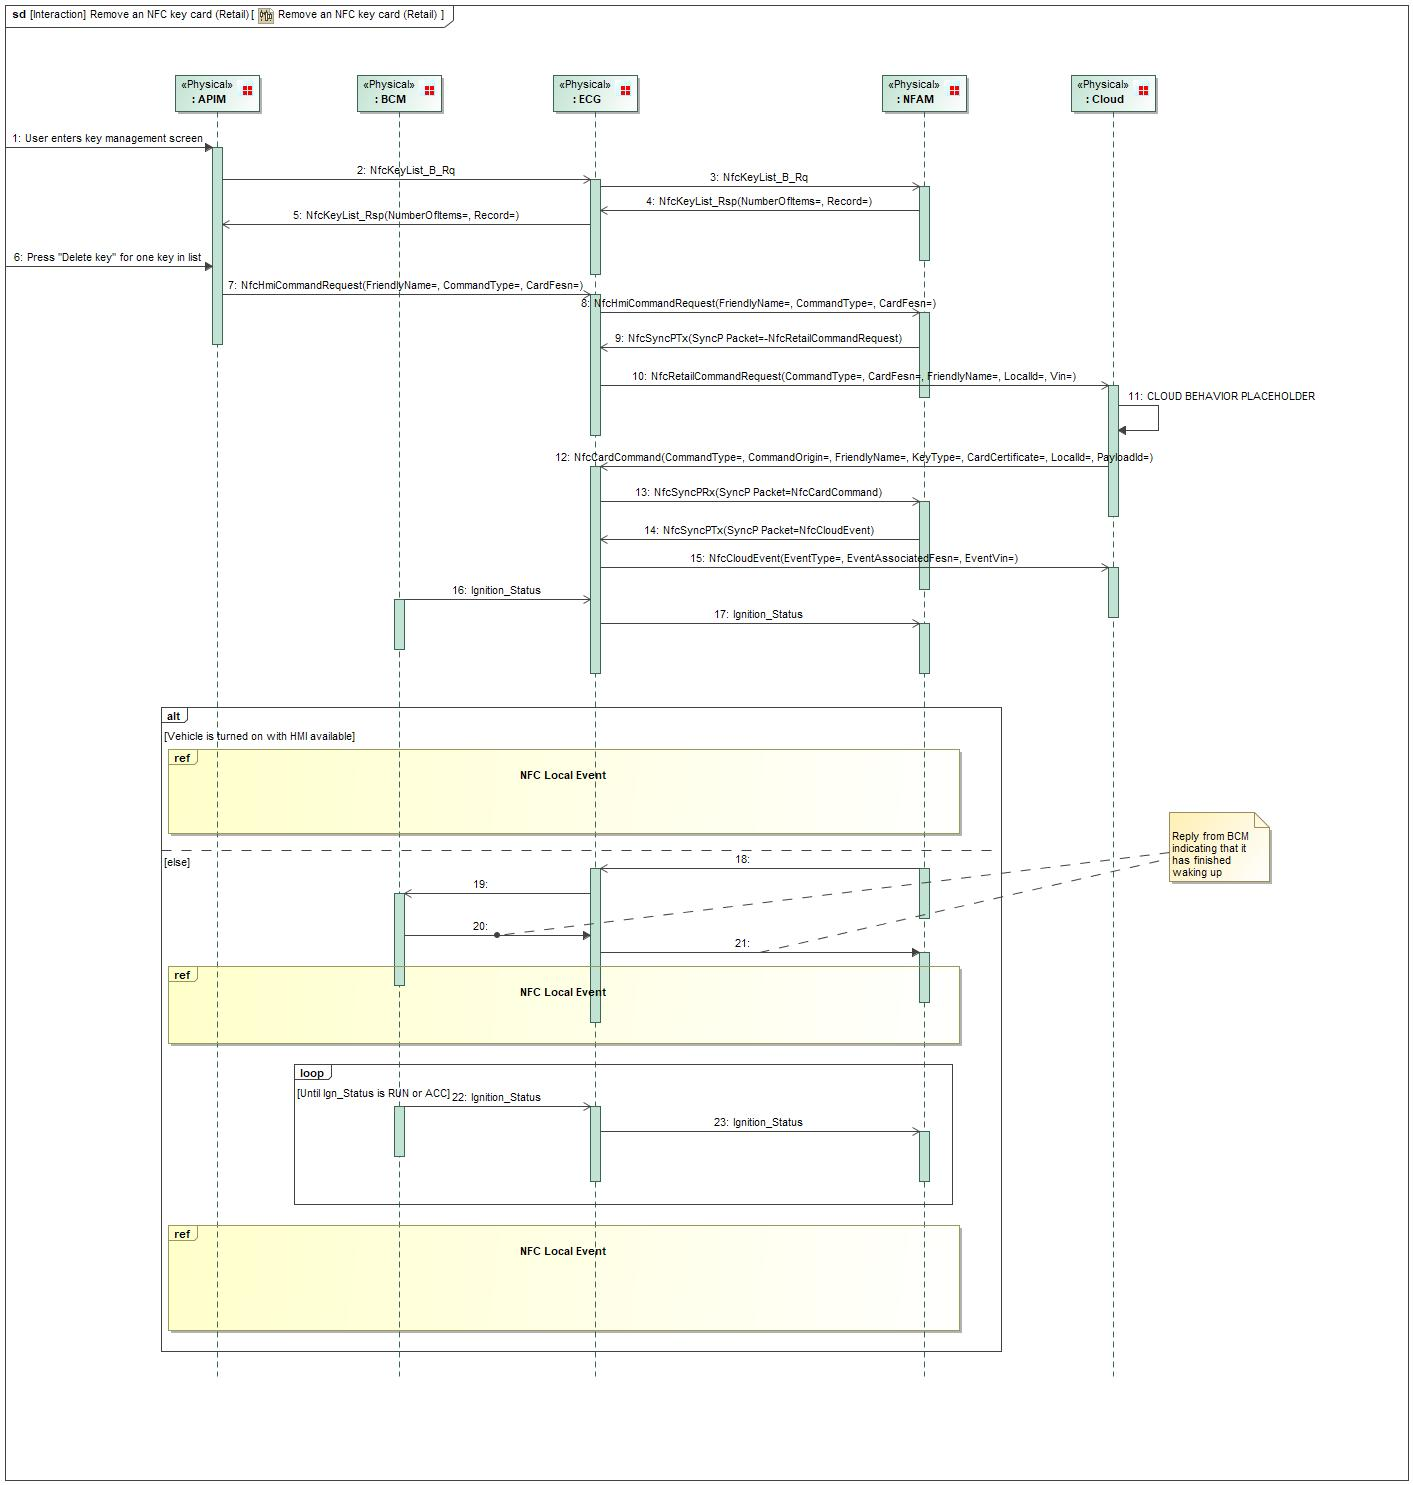 sd [Interaction] Remove an NFC key card (Retail) [ Remove an NFC key card (Retail) ]
«Physical»
: APIM
«Physical»
: BCM
«Physical»
: ECG
«Physical»
: NFAM
«Physical»
: Cloud
1: User enters key management screen
2: NfcKeyList_B_Rq
3: NfcKeyList_B_Rq
4: NfcKeyList_Rsp(NumberOfItems=, Record=)
5: NfcKeyList_Rsp(NumberOfItems=, Record=)
6: Press "Delete key" for one key in list
7: NfcHmiCommandRequest(FriendlyName=, CommandType=, CardFesn=)
8: NfcHmiCommandRequest(FriendlyName=, CommandType=, CardFesn=)
9: NfcSyncPTx(SyncP Packet=-NfcRetailCommandRequest)
10: NfcRetailCommandRequest(CommandType=, CardFesn=, FriendlyName=, LocalId=, Vin=)
11: CLOUD BEHAVIOR PLACEHOLDER
12: NfcCardCommand(CommandType=, CommandOrigin=, FriendlyName=, KeyType=, CardCertificate=, LocalId=, PayloadId=)
13: NfcSyncPRx(SyncP Packet=NfcCardCommand)
14: NfcSyncPTx(SyncP Packet=NfcCloudEvent)
15: NfcCloudEvent(EventType=, EventAssociatedFesn=, EventVin=)
16: Ignition_Status
17: Ignition_Status
alt
[Vehicle is turned on with HMI available]
ref
NFC Local Event
Reply from BCM
indicating that it
has finished
waking up
[else]
18:
19:
20:
21:
ref
NFC Local Event
loop
[Until Ign_Status is RUN or ACC]
22: Ignition_Status
23: Ignition_Status
ref
NFC Local Event